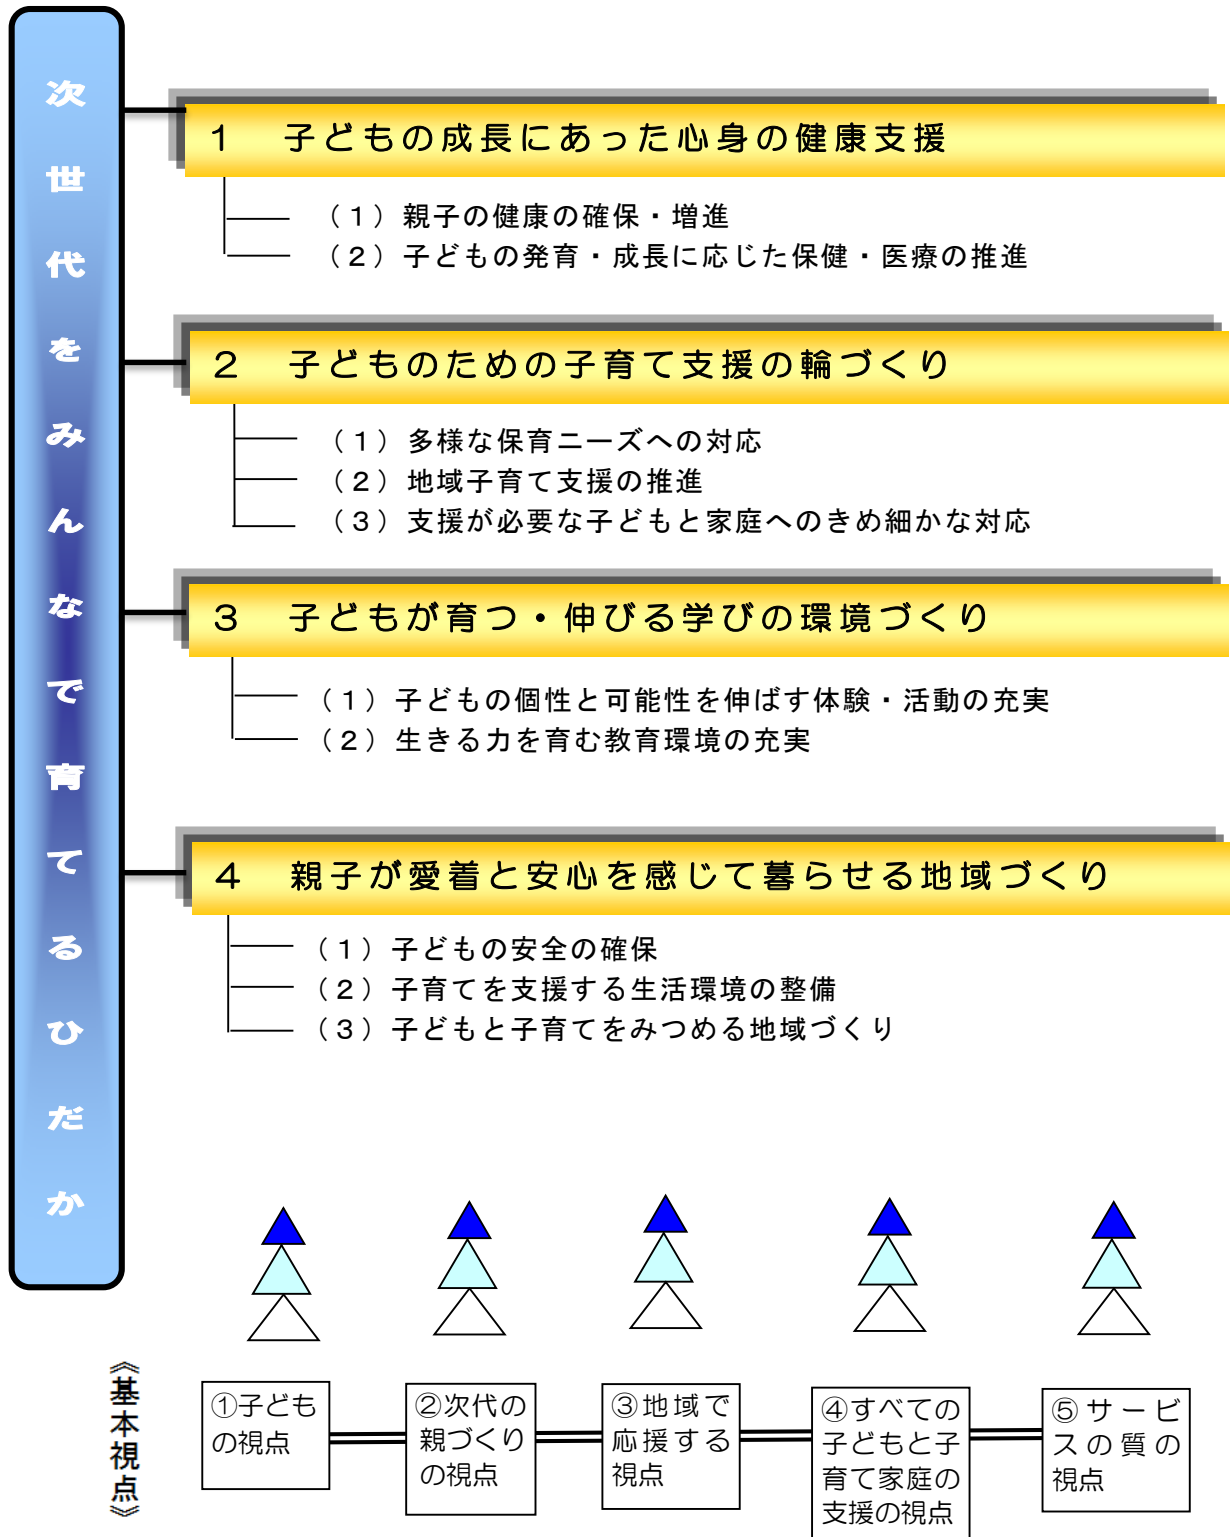 次世代をみんなで育てるひだか
１　子どもの成長にあった心身の健康支援
（１）親子の健康の確保・増進
（２）子どもの発育・成長に応じた保健・医療の推進
２　子どものための子育て支援の輪づくり
（１）多様な保育ニーズへの対応
（２）地域子育て支援の推進
（３）支援が必要な子どもと家庭へのきめ細かな対応
３　子どもが育つ・伸びる学びの環境づくり
（１）子どもの個性と可能性を伸ばす体験・活動の充実
（２）生きる力を育む教育環境の充実
４　親子が愛着と安心を感じて暮らせる地域づくり
（１）子どもの安全の確保
（２）子育てを支援する生活環境の整備
（３）子どもと子育てをみつめる地域づくり
《基本視点》
①子ども
の視点
②次代の
親づくり
の視点
③地域で
応援する
視点
④すべての
子どもと子
育て家庭の
支援の視点
⑤サービ
スの質の
視点